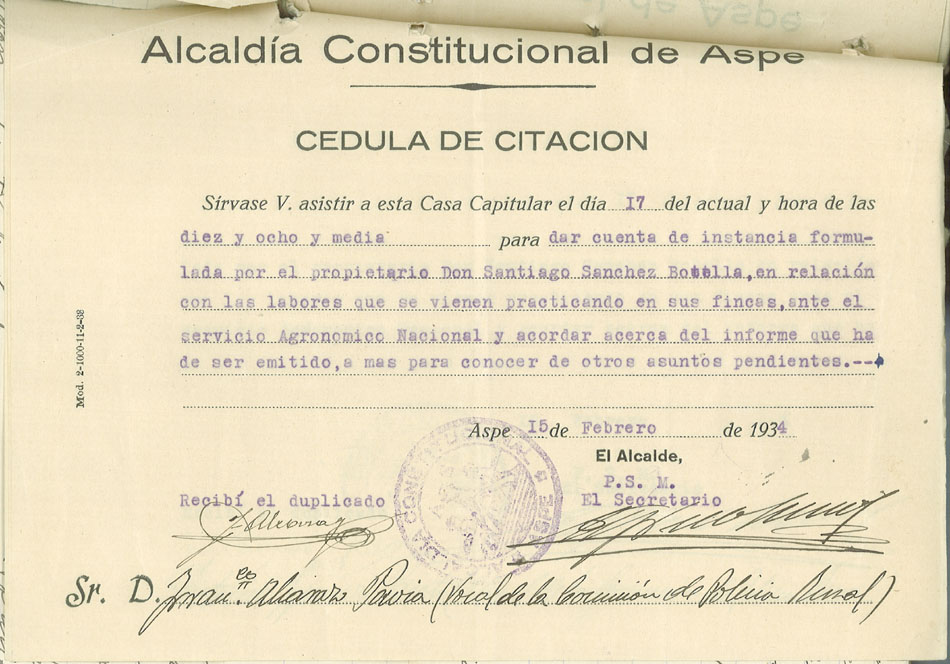 Alcaldía Constitucional de Aspe
CEDULA DE CITACION
Sírvase V. asistir a esta Casa Capitular el día 17 del actual y hora de las
diez y ocho y media para dar cuenta de instancia formu-
lada por el propietario Don Santiago Sanchez Botella,en relación
con las labores que se vienen practicando en sus fincas,ante el
servicio Agronomico Nacional y acordar acerca del informe que ha
de ser emitido,a mas para conocer de otros asuntos pendientes.--
Mod. 2-1000-11-2-38
Aspe 15 de Febrero de 1934
El Alcalde,
P.S.M.
Recibí el duplicado El Secretario
Sr. D. Fran.co Alcaraz Pavia (Vocal de la Comisión de Policia Rural)